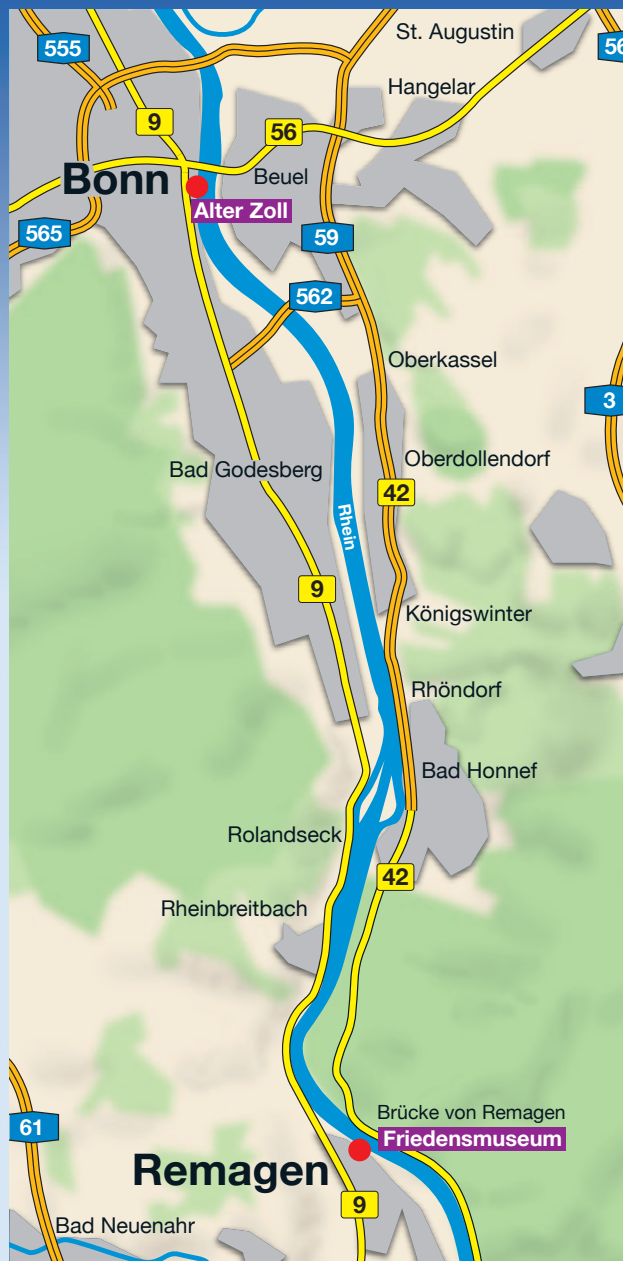 St. Augustin
555
56
Hangelar
9
56
Bonn
Beuel
Alter Zoll
565
59
562
Oberkassel
3
Oberdollendorf
Bad Godesberg
42
Rhein
9
Königswinter
Rhöndorf
Bad Honnef
Rolandseck
42
Rheinbreitbach
Brücke von Remagen
61
Friedensmuseum
Remagen
9
Bad Neuenahr